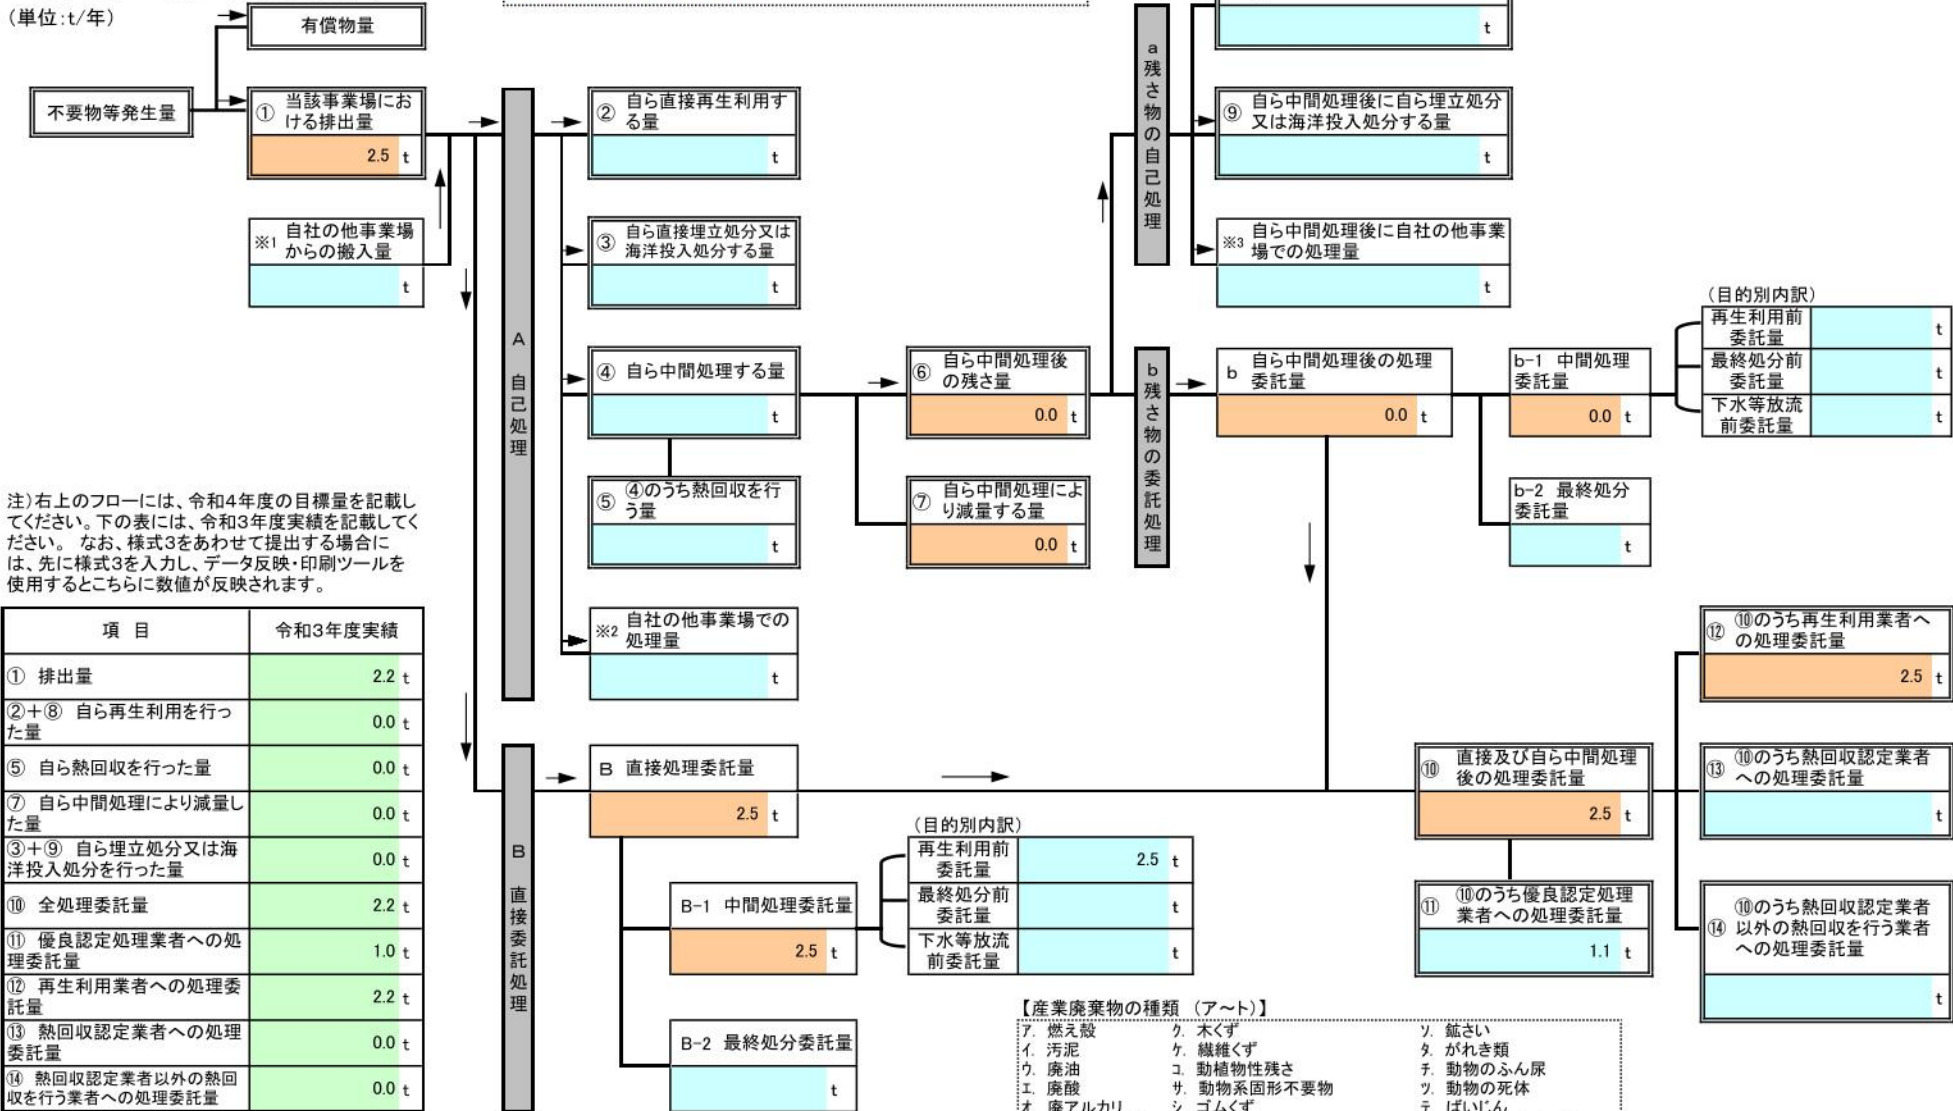 (単位:t/年)
有償物量
t
不要物等発生量
① 当該事業場にお
ける排出量
2.5 t
※1 自社の他事業場
からの搬入量
t
A 自己処理
② 自ら直接再生利用す
る量
t
③ 自ら直接埋立処分又は
海洋投入処分する量
t
④ 自ら中間処理する量
t
⑤ ④のうち熱回収を行
う量
t
※2 自社の他事業場での
処理量
t
⑥ 自ら中間処理後
の残さ量
0.0 t
⑦ 自ら中間処理によ
り減量する量
0.0 t
a 残さ物の自己処理
⑨ 自ら中間処理後に自ら埋立処分
又は海洋投入処分する量
t
※3 自ら中間処理後に自社の他事業
場での処理量
t
b 残さ物の委託処理
b 自ら中間処理後の処理
委託量
0.0 t
b-1 中間処理
委託量
0.0 t
(目的別内訳)
再生利用前
委託量
t
最終処分前
委託量
t
下水等放流
前委託量
t
b-2 最終処分
委託量
t
注)右上のフローには、令和4年度の目標量を記載し
てください。下の表には、令和3年度実績を記載してく
ださい。 なお、様式3をあわせて提出する場合に
は、先に様式3を入力し、データ反映・印刷ツールを
使用するとこちらに数値が反映されます。
項 目 令和3年度実績
① 排出量 2.2 t
②+⑧ 自ら再生利用を行っ
た量 0.0 t
⑤ 自ら熱回収を行った量 0.0 t
⑦ 自ら中間処理により減量し
た量 0.0 t
③+⑨ 自ら埋立処分又は海
洋投入処分を行った量 0.0 t
⑩ 全処理委託量 2.2 t
⑪ 優良認定処理業者への処
理委託量 1.0 t
⑫ 再生利用業者への処理委
託量 2.2 t
⑬ 熱回収認定業者への処理
委託量 0.0 t
⑭ 熱回収認定業者以外の熱回
収を行う業者への処理委託量 0.0 t
B 直接委託処理
B 直接処理委託量
2.5 t
B-1 中間処理委託量
2.5 t
(目的別内訳)
再生利用前
委託量
2.5 t
最終処分前
委託量
t
下水等放流
前委託量
t
B-2 最終処分委託量
t
⑩ 直接及び自ら中間処理
後の処理委託量
2.5 t
⑪ ⑩のうち優良認定処理
業者への処理委託量
1.1 t
⑫ ⑩のうち再生利用業者へ
の処理委託量
2.5 t
⑬ ⑩のうち熱回収認定業者
への処理委託量
t
⑭ ⑩のうち熱回収認定業者
以外の熱回収を行う業者
への処理委託量
t
【産業廃棄物の種類 (ア~ト)】
ア. 燃え殻 ク. 木くず ソ. 鉱さい
イ. 汚泥 ケ. 繊維くず タ. がれき類
ウ. 廃油 コ. 動植物性残さ チ. 動物のふん尿
エ. 廃酸 サ. 動物系固形不要物 ツ. 動物の死体
オ. 廃アルカリ シ. ゴムくず テ. ばいじん